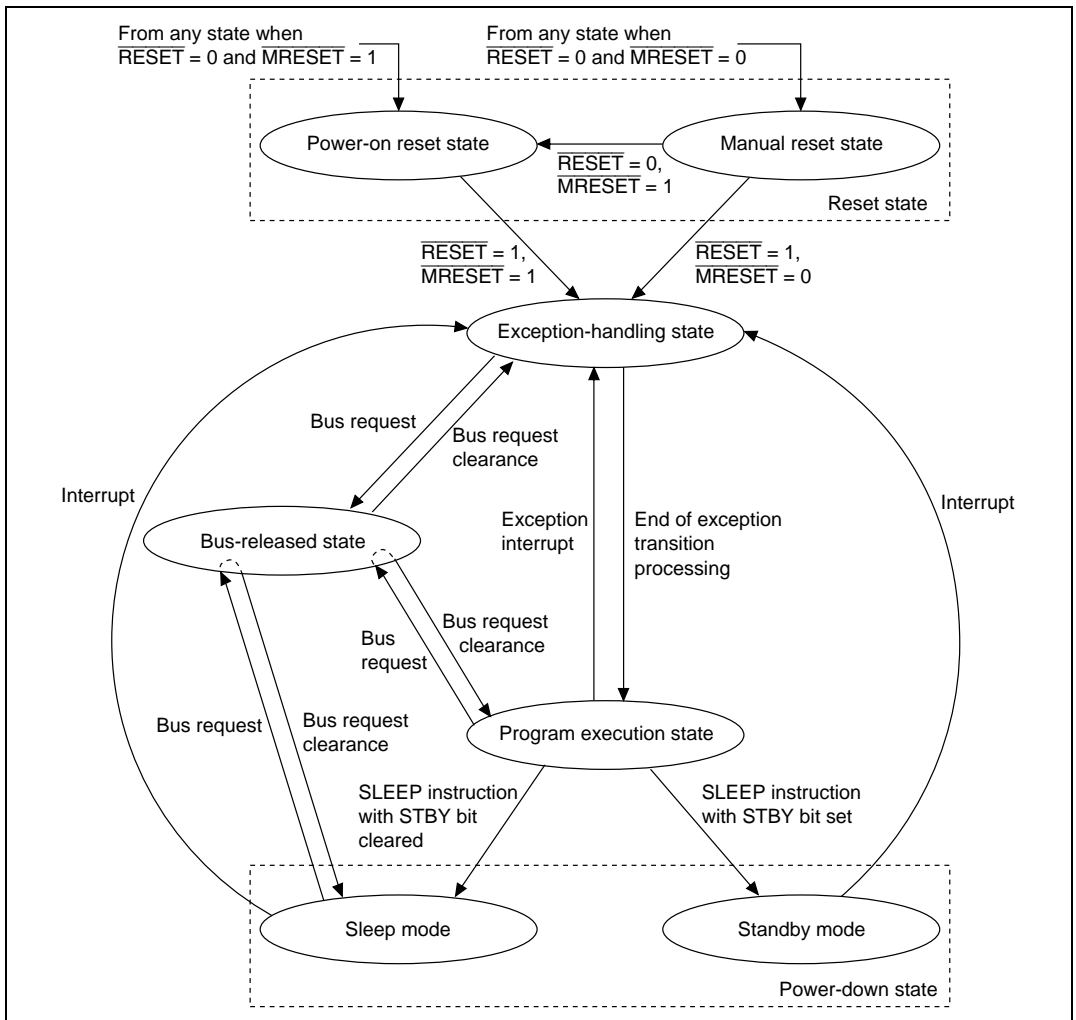 From any state when
RESET = 0 and MRESET = 1
From any state when
RESET = 0 and MRESET = 0
Power-on reset state
Manual reset state
RESET = 0,
MRESET = 1
Reset state
RESET = 1,
MRESET = 1
RESET = 1,
MRESET = 0
Exception-handling state
Bus request
Bus request
clearance
Interrupt
Interrupt
Exception
interrupt
End of exception
transition
processing
Bus-released state
Bus
request
Bus request
clearance
Bus request
Bus request
clearance
Program execution state
SLEEP instruction
with STBY bit
cleared
SLEEP instruction
with STBY bit set
Sleep mode
Standby mode
Power-down state